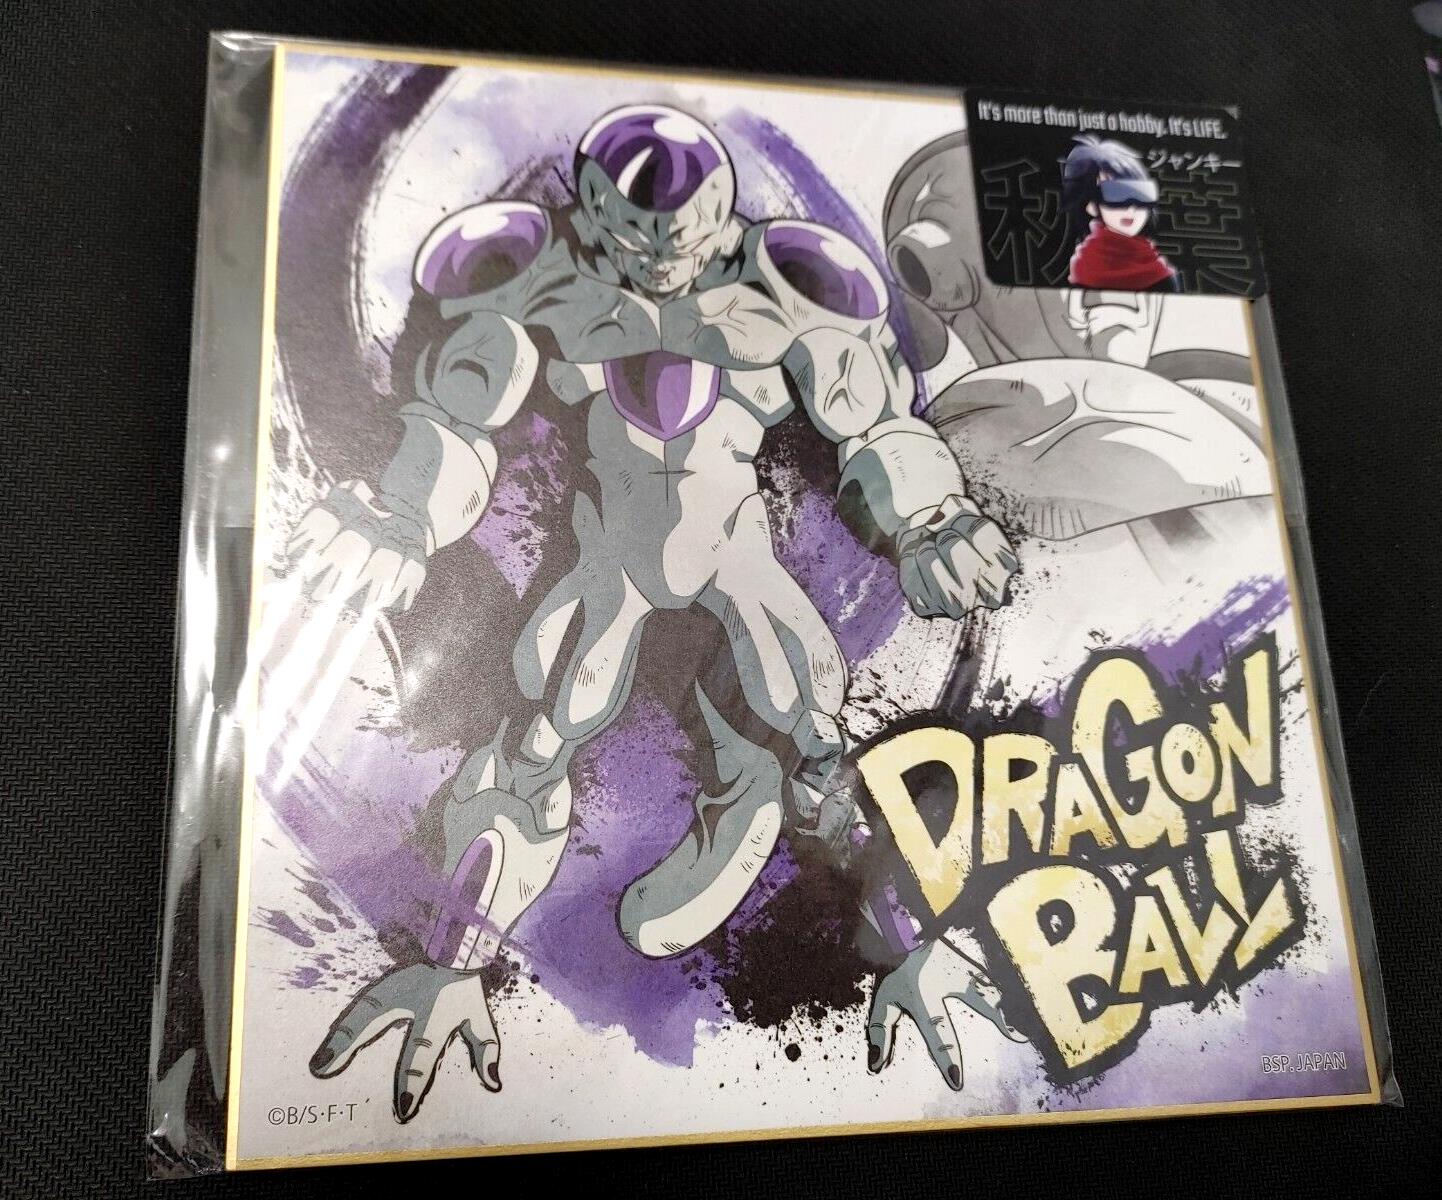 It's more than just a hobby. It's LIFE.
ジャンキー
秋葉
DRAGON
BALL
BSP. JAPAN
©B/S・F・T